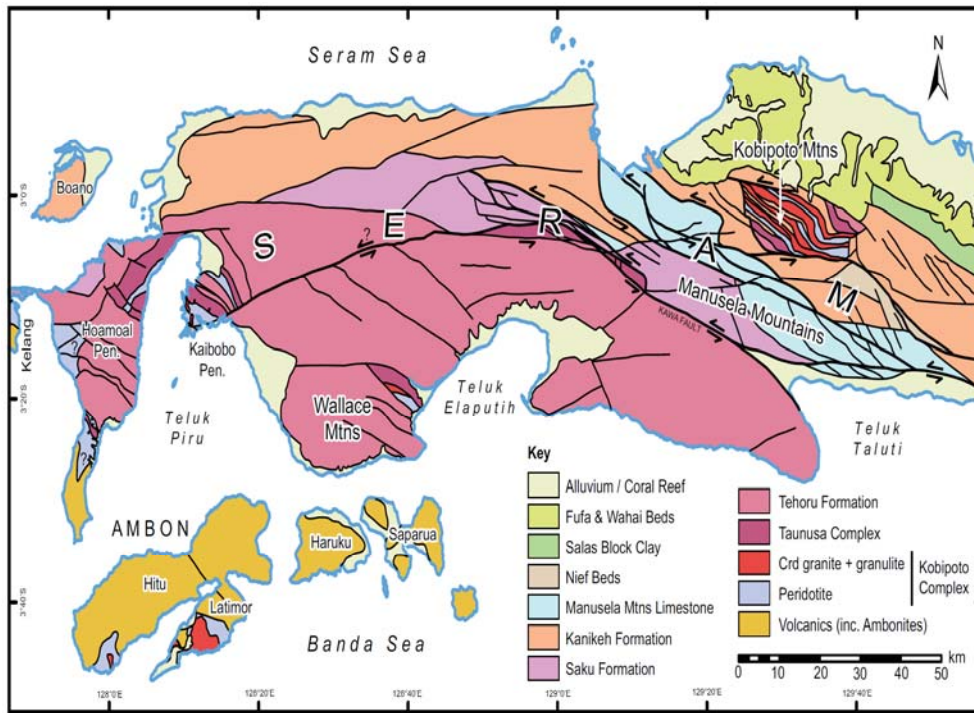 Seram Sea
N
Boano
Kobipoto Mtns
3°0'S
S
E
R
A
M
?
Manusela Mountains
KAWA FAULT
Kelang
Hoamoal
Pen.
?
Kaibobo
Pen.
3°20'S
Teluk
Piru
Wallace
Mtns
Teluk
Elaputih
Teluk
Taluti
?
AMBON
Hitu
Latimor
Haruku
Saparua
3°40'S
Banda Sea
Key
Alluvium / Coral Reef
Fufa & Wahai Beds
Salas Block Clay
Nief Beds
Manusela Mtns Limestone
Kanikeh Formation
Saku Formation
Tehoru Formation
Taunusa Complex
Crd granite + granulite
Peridotite
Kobipoto
Complex
Volcanics (inc. Ambonites)
0 10 20 30 40 50 km
128°0'E
128°20'E
128°40'E
129°0'E
129°20'E
129°40'E